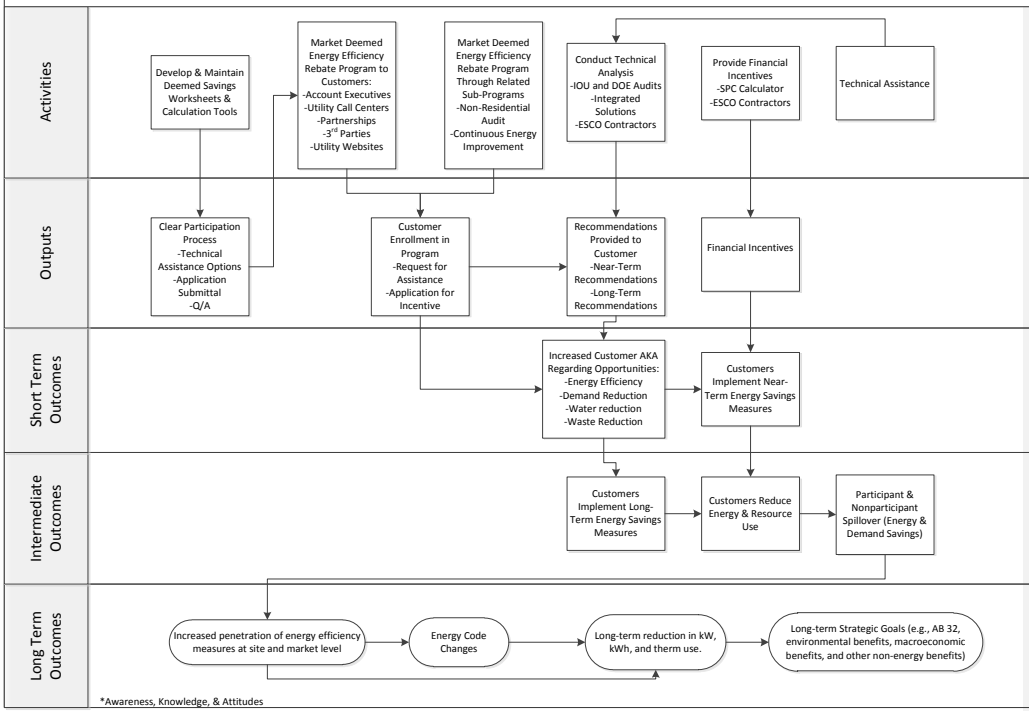 Activities
Develop & Maintain
Deemed Savings
Worksheets &
Calculation Tools
Market Deemed
Energy Efficiency
Rebate Program to
Customers:
-Account Executives
-Utility Call Centers
-Partnerships
-3rd Parties
-Utility Websites
Market Deemed
Energy Efficiency
Rebate Program
Through Related
Sub-Programs
-Non-Residential
Audit
-Continuous Energy
Improvement
Conduct Technical
Analysis
-IOU and DOE Audits
-Integrated
Solutions
-ESCO Contractors
Provide Financial
Incentives
-SPC Calculator
-ESCO Contractors
Technical Assistance
Outputs
Clear Participation
Process
-Technical
Assistance Options
-Application
Submittal
-Q/A
Customer
Enrollment in
Program
-Request for
Assistance
-Application for
Incentive
Recommendations
Provided to
Customer
-Near-Term
Recommendations
-Long-Term
Recommendations
Financial Incentives
Short Term
Outcomes
Increased Customer AKA
Regarding Opportunities:
-Energy Efficiency
-Demand Reduction
-Water reduction
-Waste Reduction
Customers
Implement Near-
Term Energy Savings
Measures
Intermediate
Outcomes
Customers
Implement Long-
Term Energy Savings
Measures
Customers Reduce
Energy & Resource
Use
Participant &
Nonparticipant
Spillover (Energy &
Demand Savings)
Long Term
Outcomes
Increased penetration of energy efficiency
measures at site and market level
Energy Code
Changes
Long-term reduction in kW,
kWh, and therm use.
Long-term Strategic Goals (e.g., AB 32,
environmental benefits, macroeconomic
benefits, and other non-energy benefits)
*Awareness, Knowledge, & Attitudes